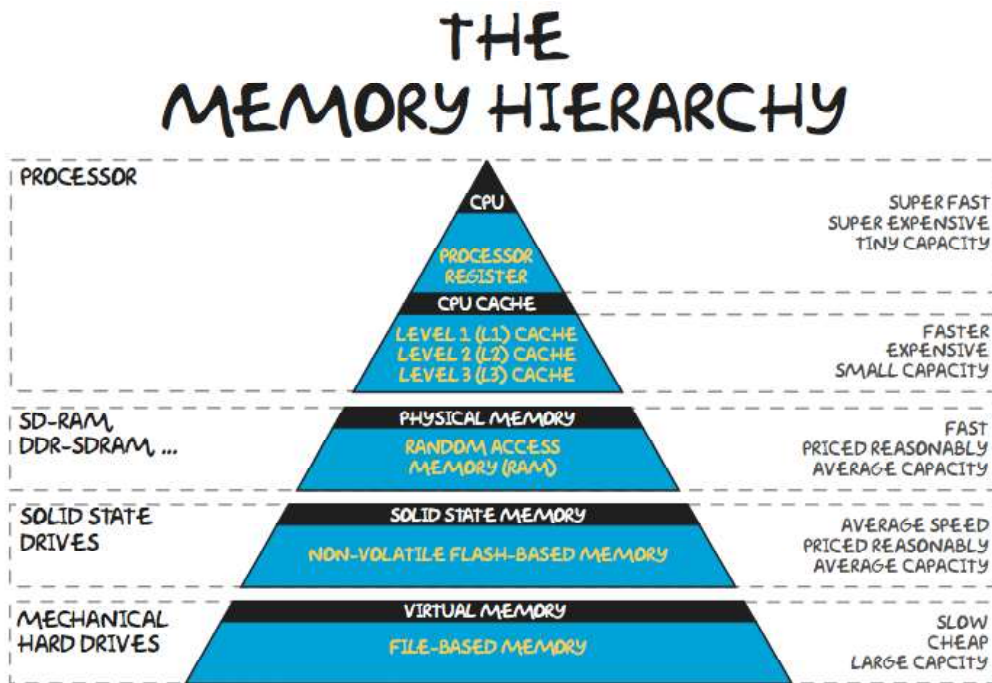 THE
MEMORY HIERARCHY
PROCESSOR
CPU
PROCESSOR
REGISTER
SUPER FAST
SUPER EXPENSIVE
TINY CAPACITY
CPU CACHE
LEVEL 1 (L1) CACHE
LEVEL 2 (L2) CACHE
LEVEL 3 (L3) CACHE
FASTER
EXPENSIVE
SMALL CAPACITY
SD-RAM,
DDR-SDRAM, ...
PHYSICAL MEMORY
RANDOM ACCESS
MEMORY (RAM)
FAST
PRICED REASONABLY
AVERAGE CAPACITY
SOLID STATE
DRIVES
SOLID STATE MEMORY
NON-VOLATILE FLASH-BASED MEMORY
AVERAGE SPEED
PRICED REASONABLY
AVERAGE CAPACITY
MECHANICAL
HARD DRIVES
VIRTUAL MEMORY
FILE-BASED MEMORY
SLOW
CHEAP
LARGE CAPCITY